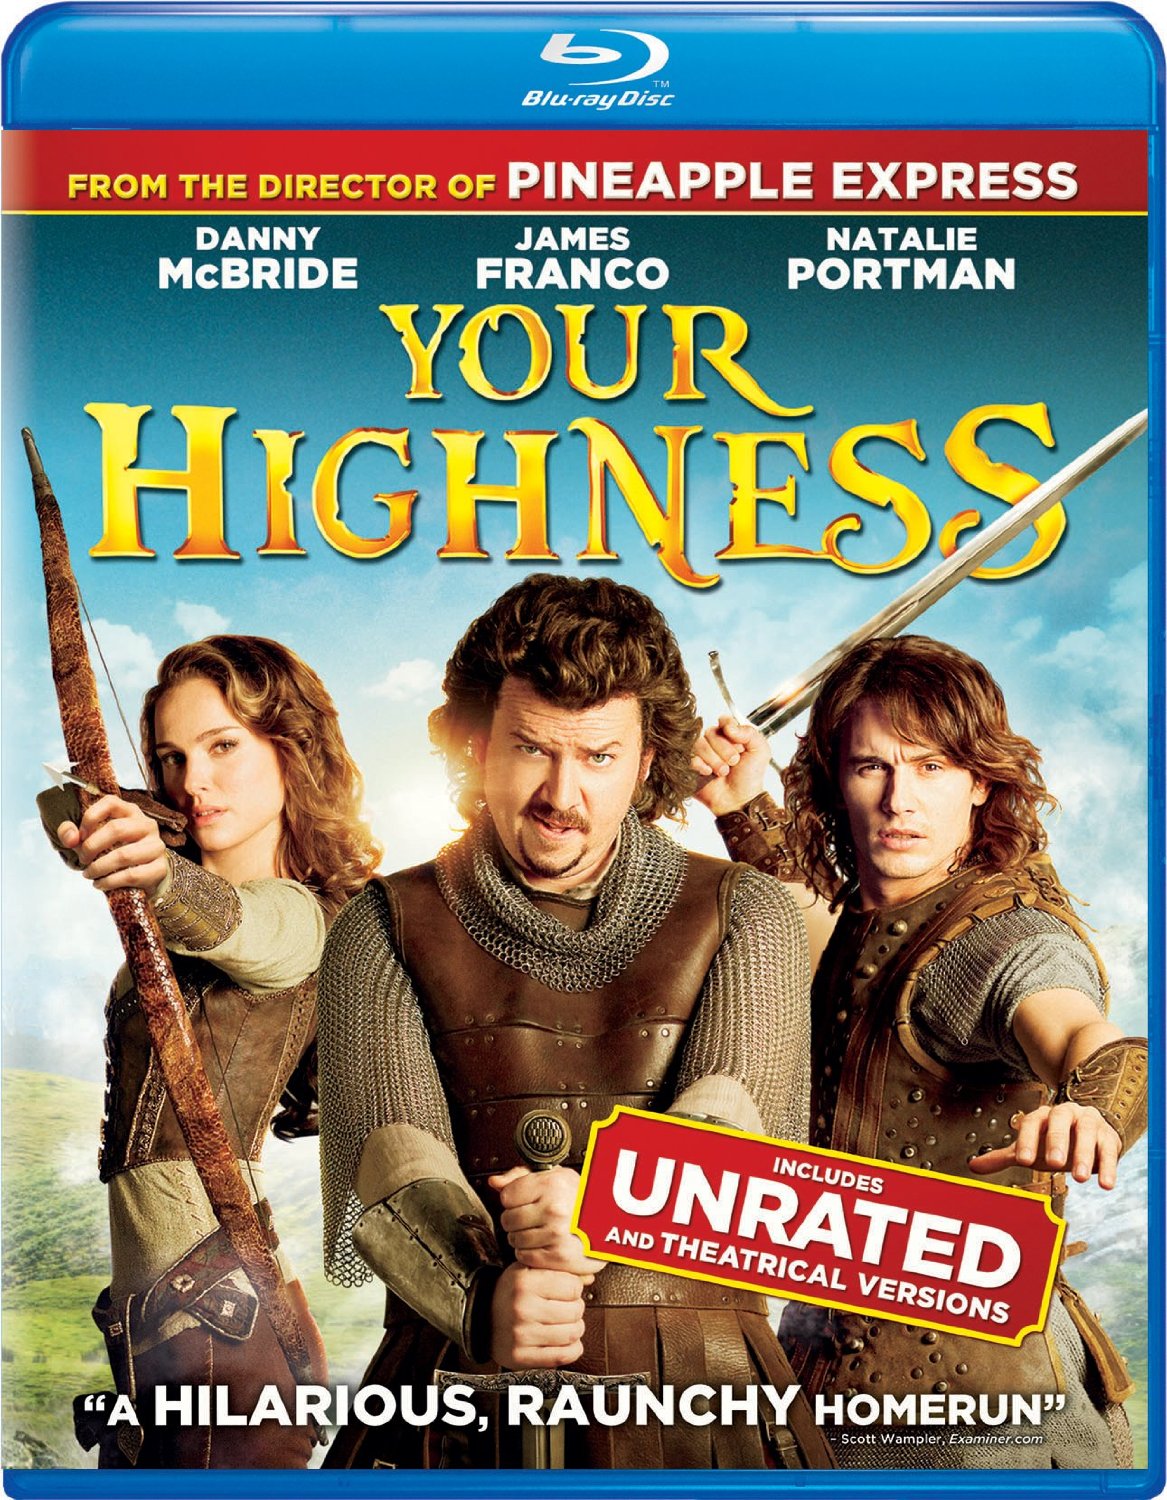 Blu-ray Disc
TM
FROM THE DIRECTOR OF PINEAPPLE EXPRESS
DANNY McBRIDE
JAMES FRANCO
NATALIE PORTMAN
YOUR
HIGHNESS
INCLUDES
UNRATED
AND THEATRICAL VERSIONS
“A HILARIOUS, RAUNCHY HOMERUN”
- Scott Wampler, Examiner.com